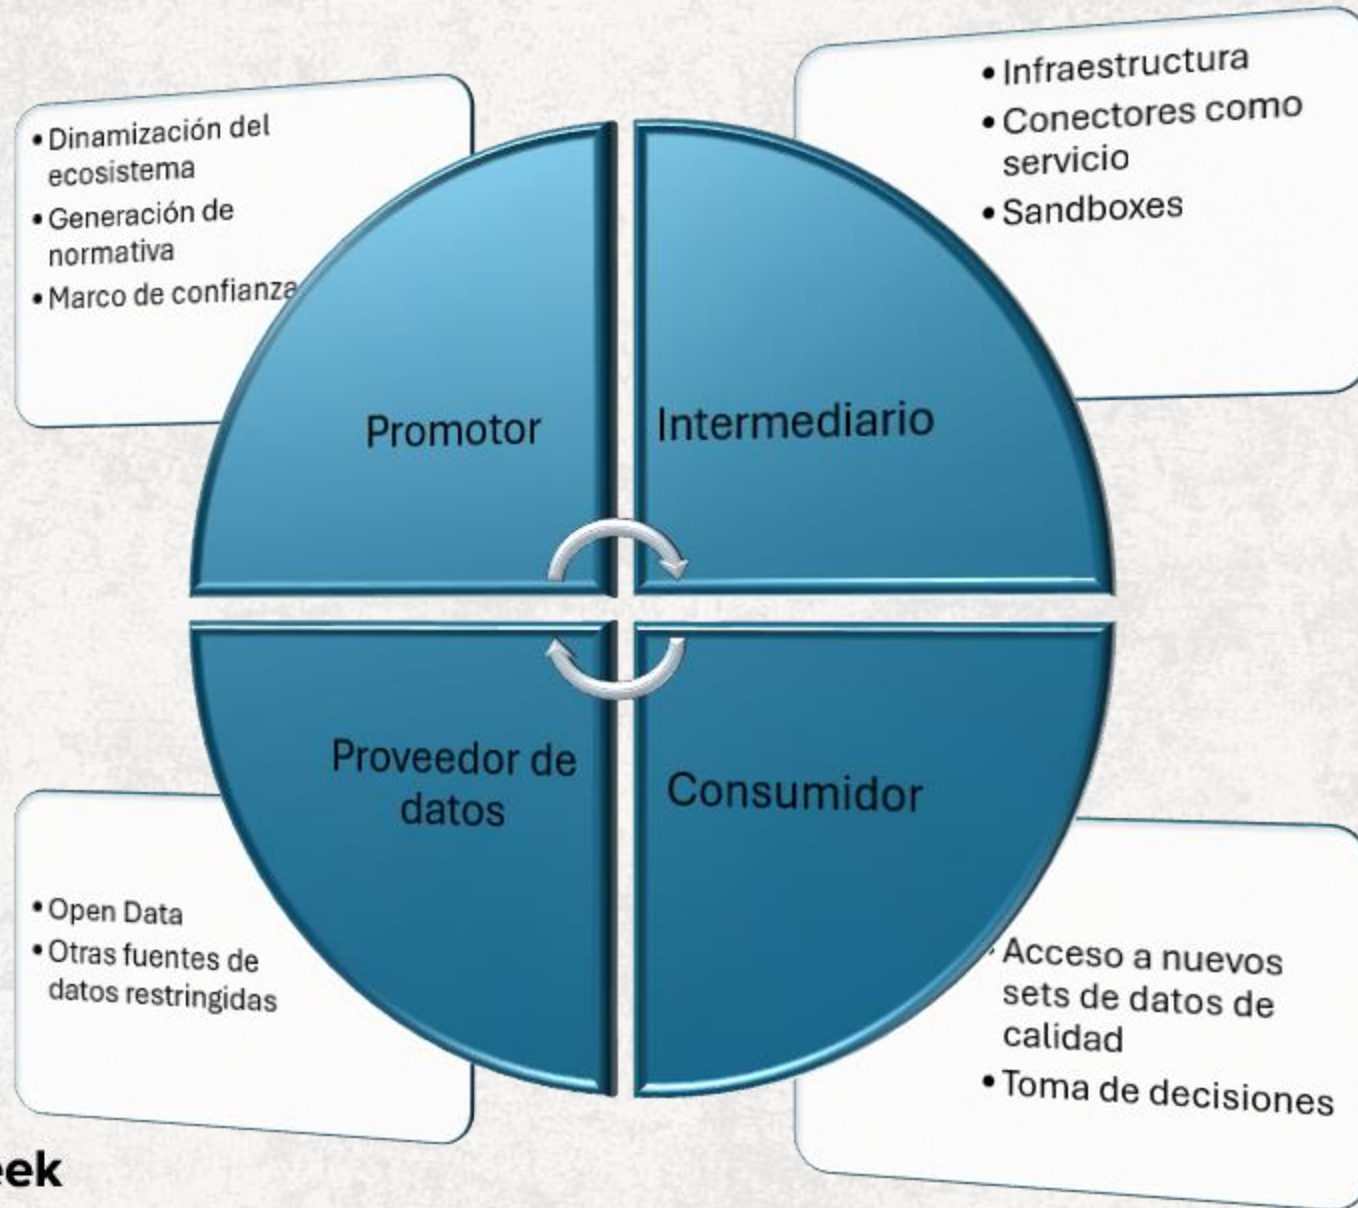 • Dinamización del
ecosistema
• Generación de
normativa
• Marco de confianza
• Infraestructura
• Conectores como
servicio
• Sandboxes
Promotor
Intermediario
Proveedor de
datos
Consumidor
• Open Data
• Otras fuentes de
datos restringidas
• Acceso a nuevos
sets de datos de
calidad
• Toma de decisiones
eek